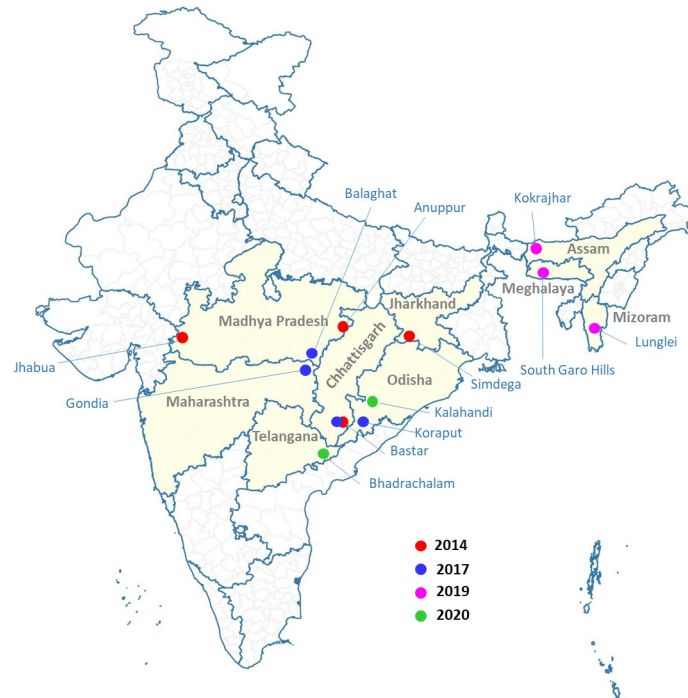 Balaghat
Anuppur
Kokrajhar
Assam
Meghalaya
Jharkhand
Madhya Pradesh
Mizoram
Chhattisgarh
Lunglei
Jhabua
South Garo Hills
Simdega
Odisha
Gondia
Maharashtra
Kalahandi
Telangana
Koraput
Bastar
Bhadrachalam
2014
2017
2019
2020